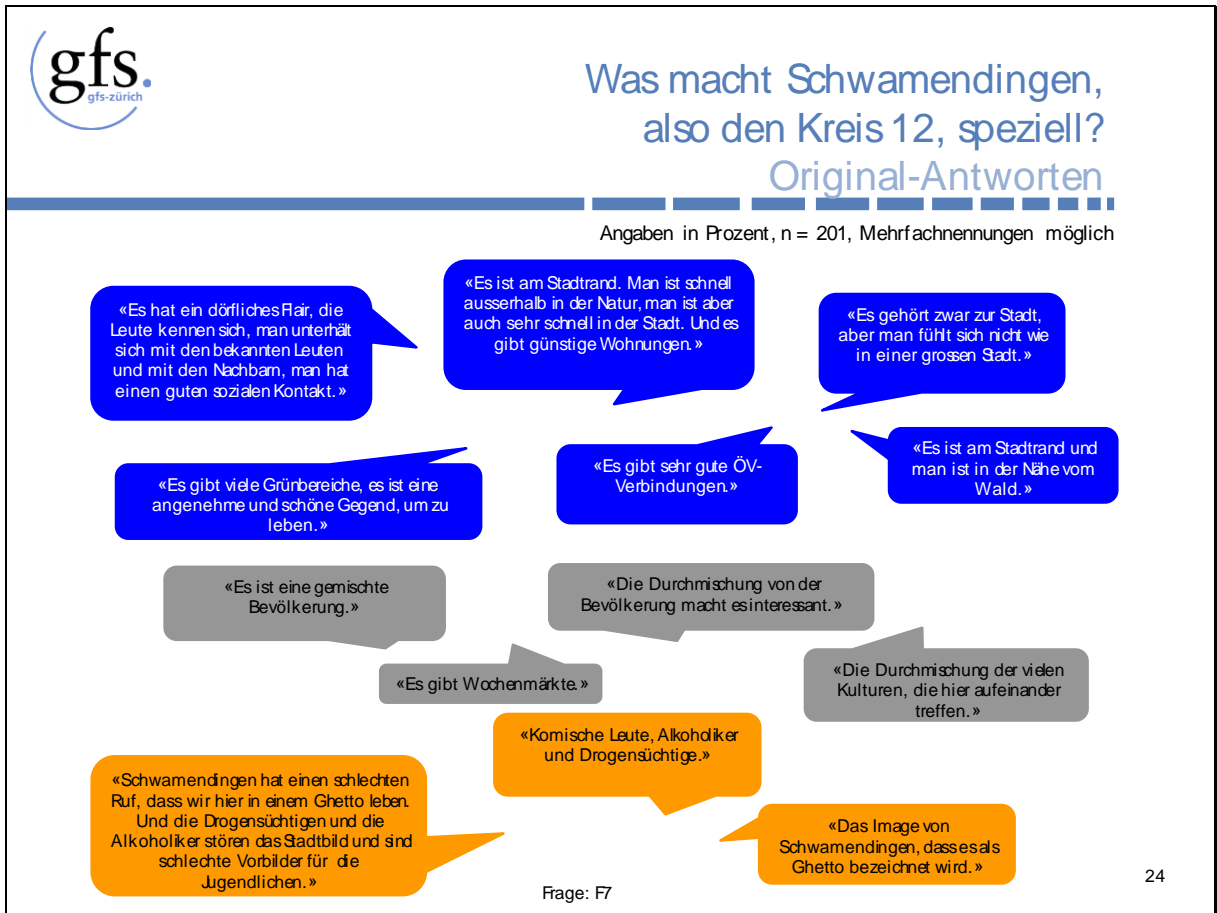 gfs.
gfs-zürich
Was macht Schwamendingen,
also den Kreis 12, speziell?
Original-Antworten
Angaben in Prozent, n = 201, Mehrfachnennungen möglich
«Es hat ein dörfliches Flair, die
Leute kennen sich, man unterhält
sich mit den bekannten Leuten
und mit den Nachbarn, man hat
einen guten sozialen Kontakt.»
«Es ist am Stadtrand. Man ist schnell
ausserhalb in der Natur, man ist aber
auch sehr schnell in der Stadt. Und es
gibt günstige Wohnungen.»
«Es gehört zwar zur Stadt,
aber man fühlt sich nicht wie
in einer grossen Stadt.»
«Es gibt viele Grünbereiche, es ist eine
angenehme und schöne Gegend, um zu
leben.»
«Es gibt sehr gute ÖV-
Verbindungen.»
«Es ist am Stadtrand und
man ist in der Nähe vom
Wald.»
«Es ist eine gemischte
Bevölkerung.»
«Die Durchmischung von der
Bevölkerung macht es interessant.»
«Es gibt Wochenmärkte.»
«Die Durchmischung der vielen
Kulturen, die hier aufeinander
treffen.»
«Komische Leute, Alkoholiker
und Drogensüchtige.»
«Schwamendingen hat einen schlechten
Ruf, dass wir hier in einem Ghetto leben.
Und die Drogensüchtigen und die
Alkoholiker stören das Stadtbild und sind
schlechte Vorbilder für die
Jugendlichen.»
«Das Image von
Schwamendingen, dass es als
Ghetto bezeichnet wird.»
Frage: F7
24